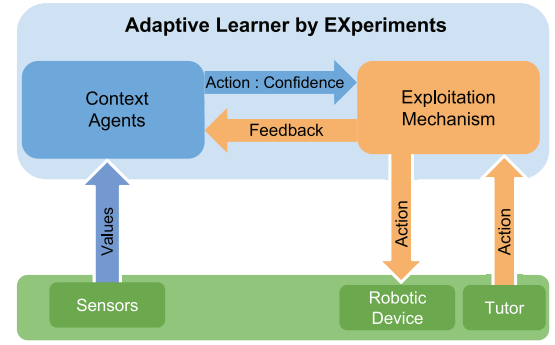 Adaptive Learner by EXperiments
Context
Agents
Action : Confidence
Feedback
Exploitation
Mechanism
Values
Action
Action
Sensors
Robotic
Device
Tutor